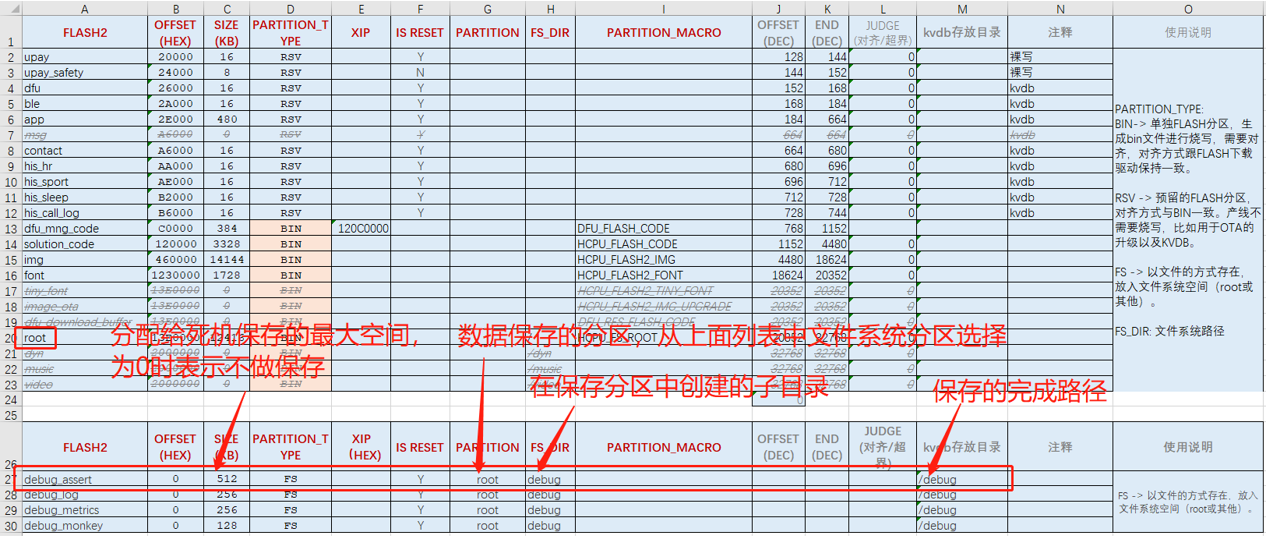 A B C D E F G H I J K L M N O
1 FLASH2 OFFSET (HEX) SIZE (KB) PARTITION_TYPE XIP IS RESET PARTITION FS_DIR PARTITION_MACRO OFFSET (DEC) END (DEC) JUDGE (对齐/超界) kvdb存放目录 注释 使用说明
2 upay 20000 16 RSV Y 128 144 0 裸写
3 upay_safety 24000 8 RSV N 144 152 0 裸写
4 dfu 26000 16 RSV Y 152 168 0 kvdb
5 ble 2A000 16 RSV Y 168 184 0 kvdb
6 app 2E000 480 RSV Y 184 664 0 kvdb
7 msg A6000 0 RSV Y 664 664 0 kvdb
8 contact A6000 16 RSV Y 664 680 0 kvdb
9 his_hr AA000 16 RSV Y 680 696 0 kvdb
10 his_sport AE000 16 RSV Y 696 712 0 kvdb
11 his_sleep B2000 16 RSV Y 712 728 0 kvdb
12 his_call_log B6000 16 RSV Y 728 744 0 kvdb
13 dfu_mng_code C0000 384 BIN 120C0000 DFU_FLASH_CODE 768 1152
14 solution_code 120000 3328 BIN HCPU_FLASH_CODE 1152 4480 0
15 img 460000 14144 BIN HCPU_FLASH2_IMG 4480 18624 0
16 font 1230000 1728 BIN HCPU_FLASH2_FONT 18624 20352 0
17 tiny_font 13E0000 0 BIN HCPU_FLASH2_TINY_FONT 20352 20352 0
18 image_ota 13E0000 0 BIN HCPU_FLASH2_IMG_UPGRADE 20352 20352 0
19 dfu_download_buffer 13E0000 0 BIN DFU_RES_FLASH_CODE 20352 20352 0
20 root
21 dyn 2000000 /dyn 32768 32768 0
22 music /music 32768 32768 0
23 video 2000000 0 BIN 32768 0
24 0
25
PARTITION_TYPE:
BIN-> 单独FLASH分区，生
成bin文件进行烧写，需要对
齐，对齐方式跟FLASH下载
驱动保持一致。
RSV -> 预留的FLASH分区，
对齐方式与BIN一致。产线不
需要烧写，比如用于OTA的
升级以及KVDB。
FS -> 以文件的方式存在，
放入文件系统空间（root或
其他）。
FS_DIR: 文件系统路径
分配给死机保存的最大空间，
为0时表示不做保存
数据保存的分区，从上面列表中文件系统分区选择
在保存分区中创建的子目录
保存的完成路径
26 FLASH2 OFFSET (HEX) SIZE (KB) PARTITION_TYPE XIP (HEX) IS RESET PARTITION FS_DIR PARTITION_MACRO OFFSET (DEC) END (DEC) JUDGE (对齐/超界) kvdb存放目录 注释 使用说明
27 debug_assert 0 512 FS Y root debug /debug
28 debug_log 0 256 FS Y root debug /debug
29 debug_metrics 0 256 FS Y root debug /debug
30 debug_monkey 0 128 FS Y root debug /debug
FS -> 以文件的方式存在、放入
文件系统空间（root或其他）。